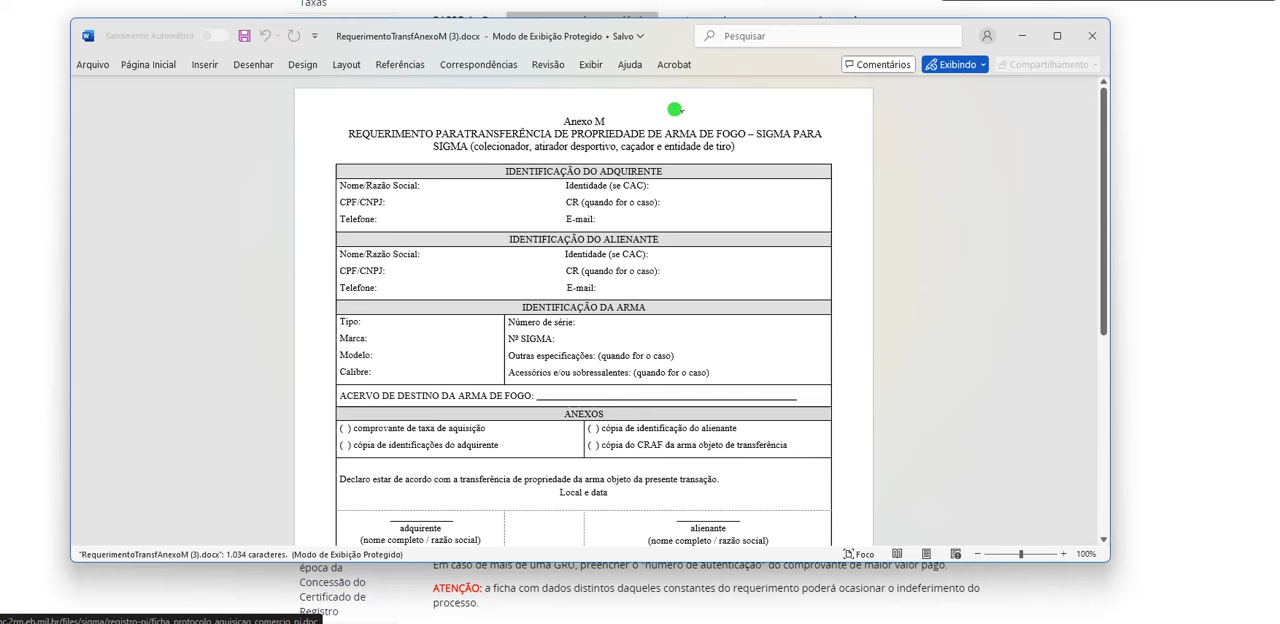 Taxas
Salvamento Automático
RequerimentoTransfAnexoM (3).docx - Modo de Exibição Protegido • Salvo
Pesquisar
Arquivo Página Inicial Inserir Desenhar Design Layout Referências Correspondências Revisão Exibir Ajuda Acrobat
Comentários Exibindo Compartilhamento
Anexo M
REQUERIMENTO PARATRANSFERÊNCIA DE PROPRIEDADE DE ARMA DE FOGO – SIGMA PARA
SIGMA (colecionador, atirador desportivo, caçador e entidade de tiro)
IDENTIFICAÇÃO DO ADQUIRENTE
Nome/Razão Social: Identidade (se CAC):
CPF/CNPJ: CR (quando for o caso):
Telefone: E-mail:
IDENTIFICAÇÃO DO ALIENANTE
Nome/Razão Social: Identidade (se CAC):
CPF/CNPJ: CR (quando for o caso):
Telefone: E-mail:
IDENTIFICAÇÃO DA ARMA
Tipo: Número de série:
Marca: Nº SIGMA:
Modelo: Outras especificações: (quando for o caso)
Calibre: Acessórios e/ou sobressalentes: (quando for o caso)
ACERVO DE DESTINO DA ARMA DE FOGO: ____
ANEXOS
( ) comprovante de taxa de aquisição ( ) cópia de identificação do alienante
( ) cópia de identificações do adquirente ( ) cópia do CRAF da arma objeto de transferência
Declaro estar de acordo com a transferência de propriedade da arma objeto da presente transação.
Local e data
adquirente alienante
(nome completo / razão social) (nome completo / razão social)
"RequerimentoTransfAnexoM (3).docx": 1.034 caracteres. (Modo de Exibição Protegido)
Foco 100%
época da
Concessão do
Certificado de
Registro
Em caso de mais de uma GRU, preencher o "número de autenticação" do comprovante de maior valor pago.
ATENÇÃO: a ficha com dados distintos daqueles constantes do requerimento poderá ocasionar o indeferimento do
processo.
2rm.eb.mil.br/files/sigma/registro-pj/ficha_protocolo_aquisicao_comercio_pj.doc